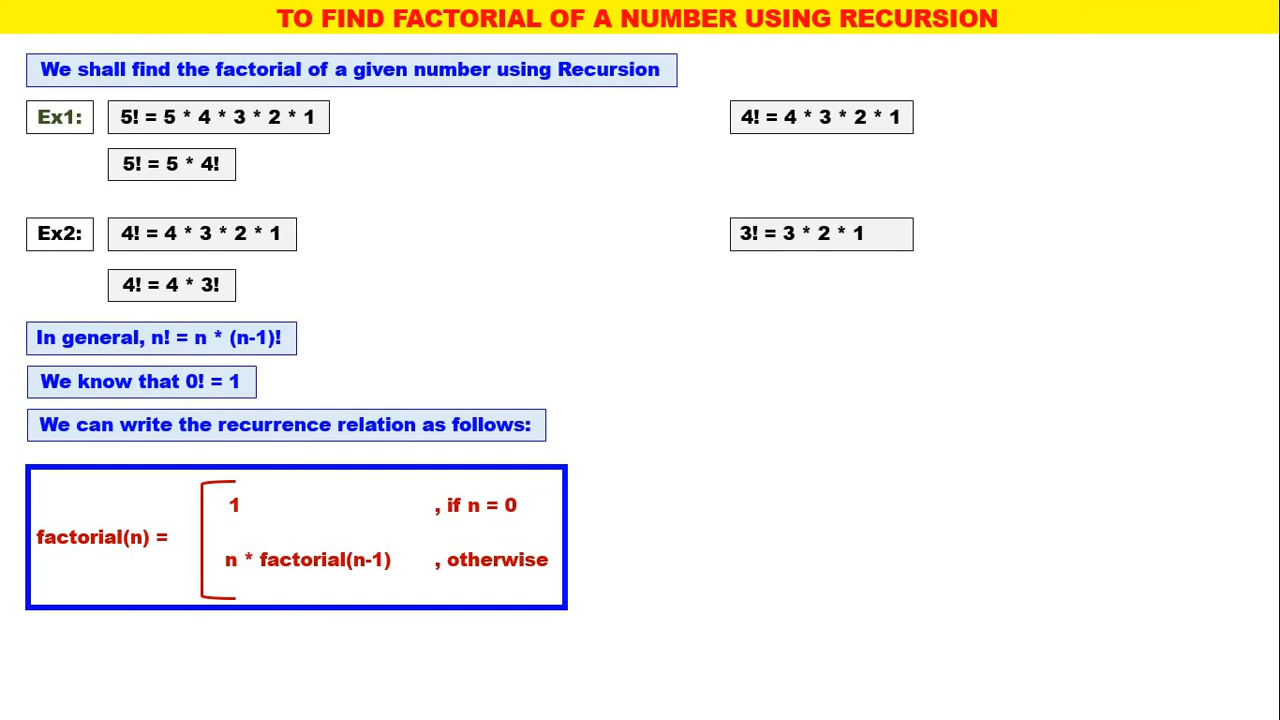 TO FIND FACTORIAL OF A NUMBER USING RECURSION
We shall find the factorial of a given number using Recursion
Ex1: 5! = 5 * 4 * 3 * 2 * 1 4! = 4 * 3 * 2 * 1
5! = 5 * 4!
Ex2: 4! = 4 * 3 * 2 * 1 3! = 3 * 2 * 1
4! = 4 * 3!
In general, n! = n * (n-1)!
We know that 0! = 1
We can write the recurrence relation as follows:
1 , if n = 0
factorial(n) =
n * factorial(n-1) , otherwise